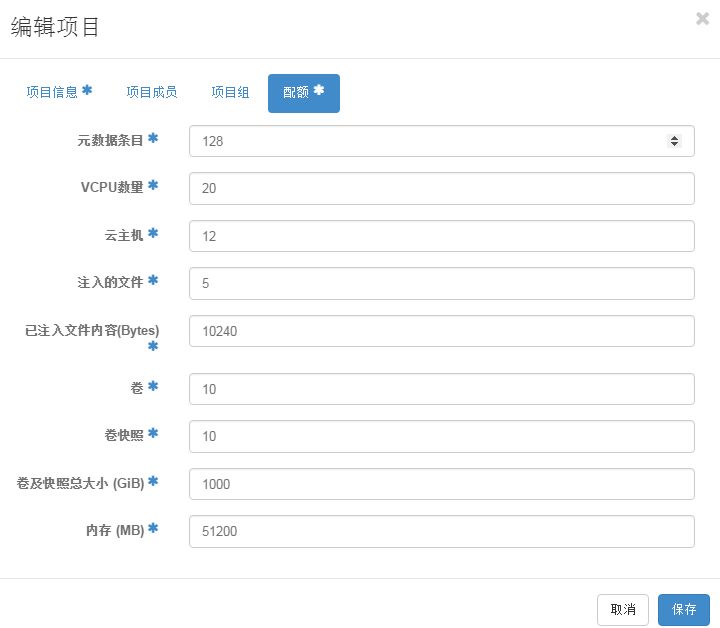 编辑项目
×
项目信息 * 项目成员 项目组 配额 *
元数据条目 * 128
VCPU数量 * 20
云主机 * 12
注入的文件 * 5
已注入文件内容(Bytes) 10240
*
卷 * 10
卷快照 * 10
卷及快照总大小 (GiB) * 1000
内存 (MB) * 51200
取消 保存